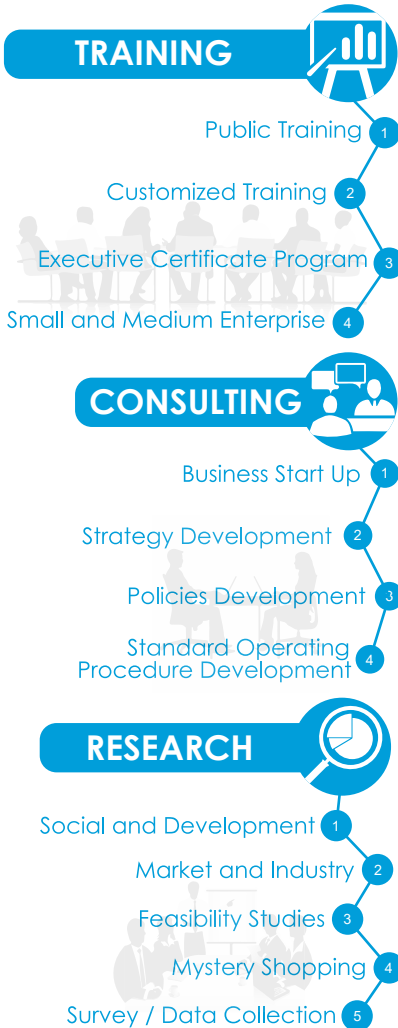 TRAINING
Public Training 1
Customized Training 2
Executive Certificate Program 3
Small and Medium Enterprise 4
CONSULTING
Business Start Up 1
Strategy Development 2
Policies Development 3
Standard Operating
Procedure Development 4
RESEARCH
Social and Development 1
Market and Industry 2
Feasibility Studies 3
Mystery Shopping 4
Survey / Data Collection 5